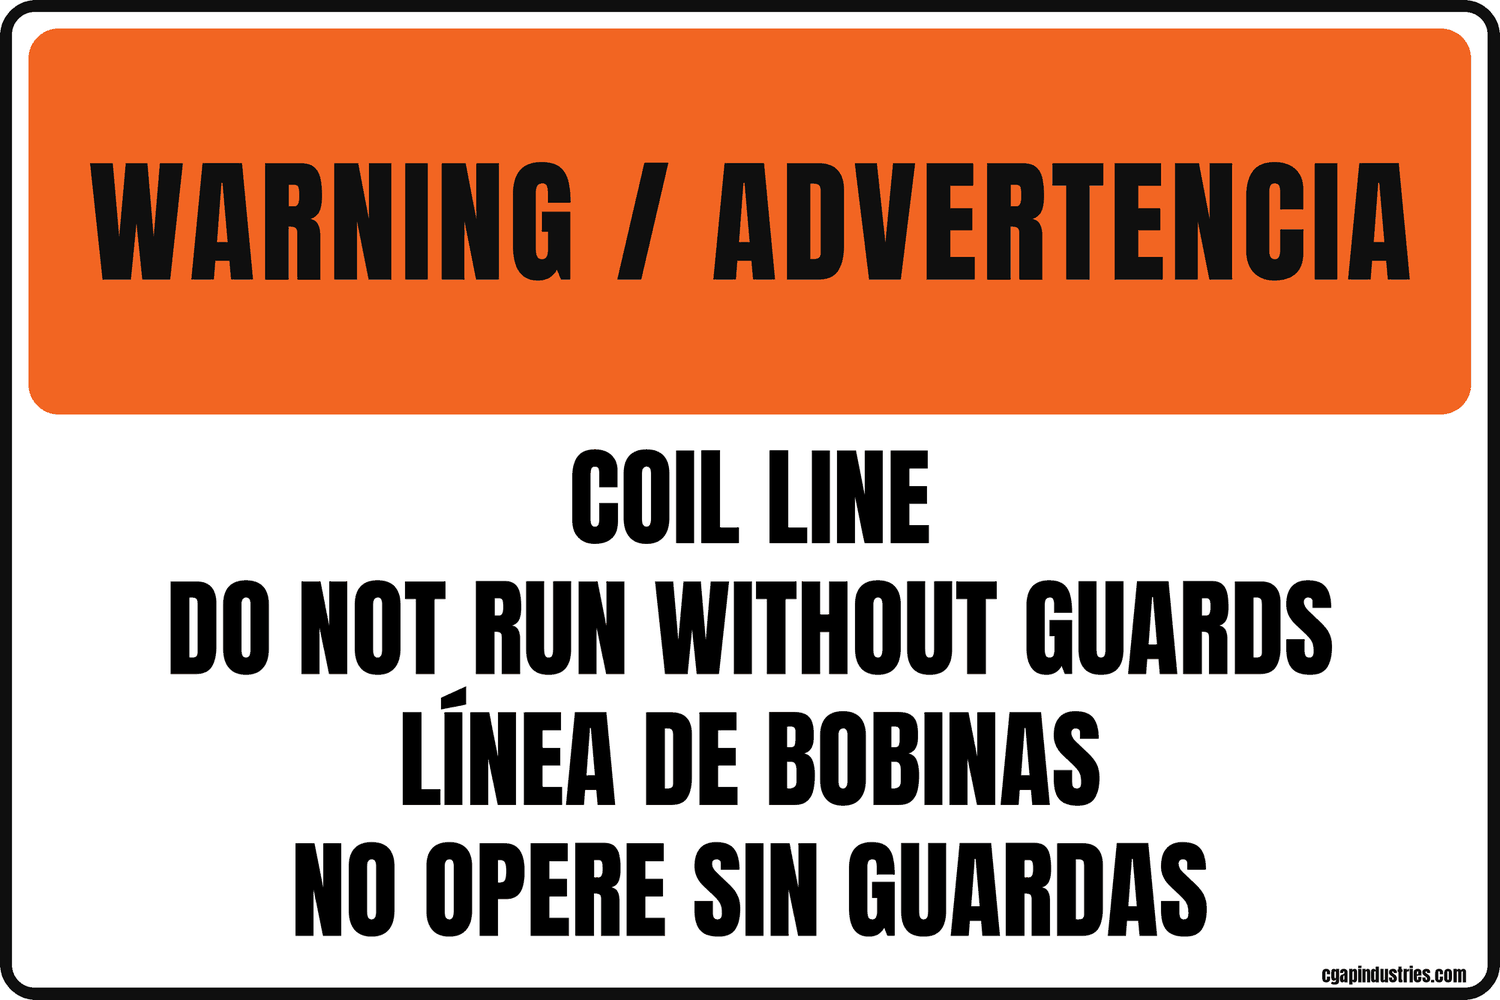 WARNING / ADVERTENCIA
COIL LINE
DO NOT RUN WITHOUT GUARDS
LÍNEA DE BOBINAS
NO OPERE SIN GUARDAS
cgapindustries.com